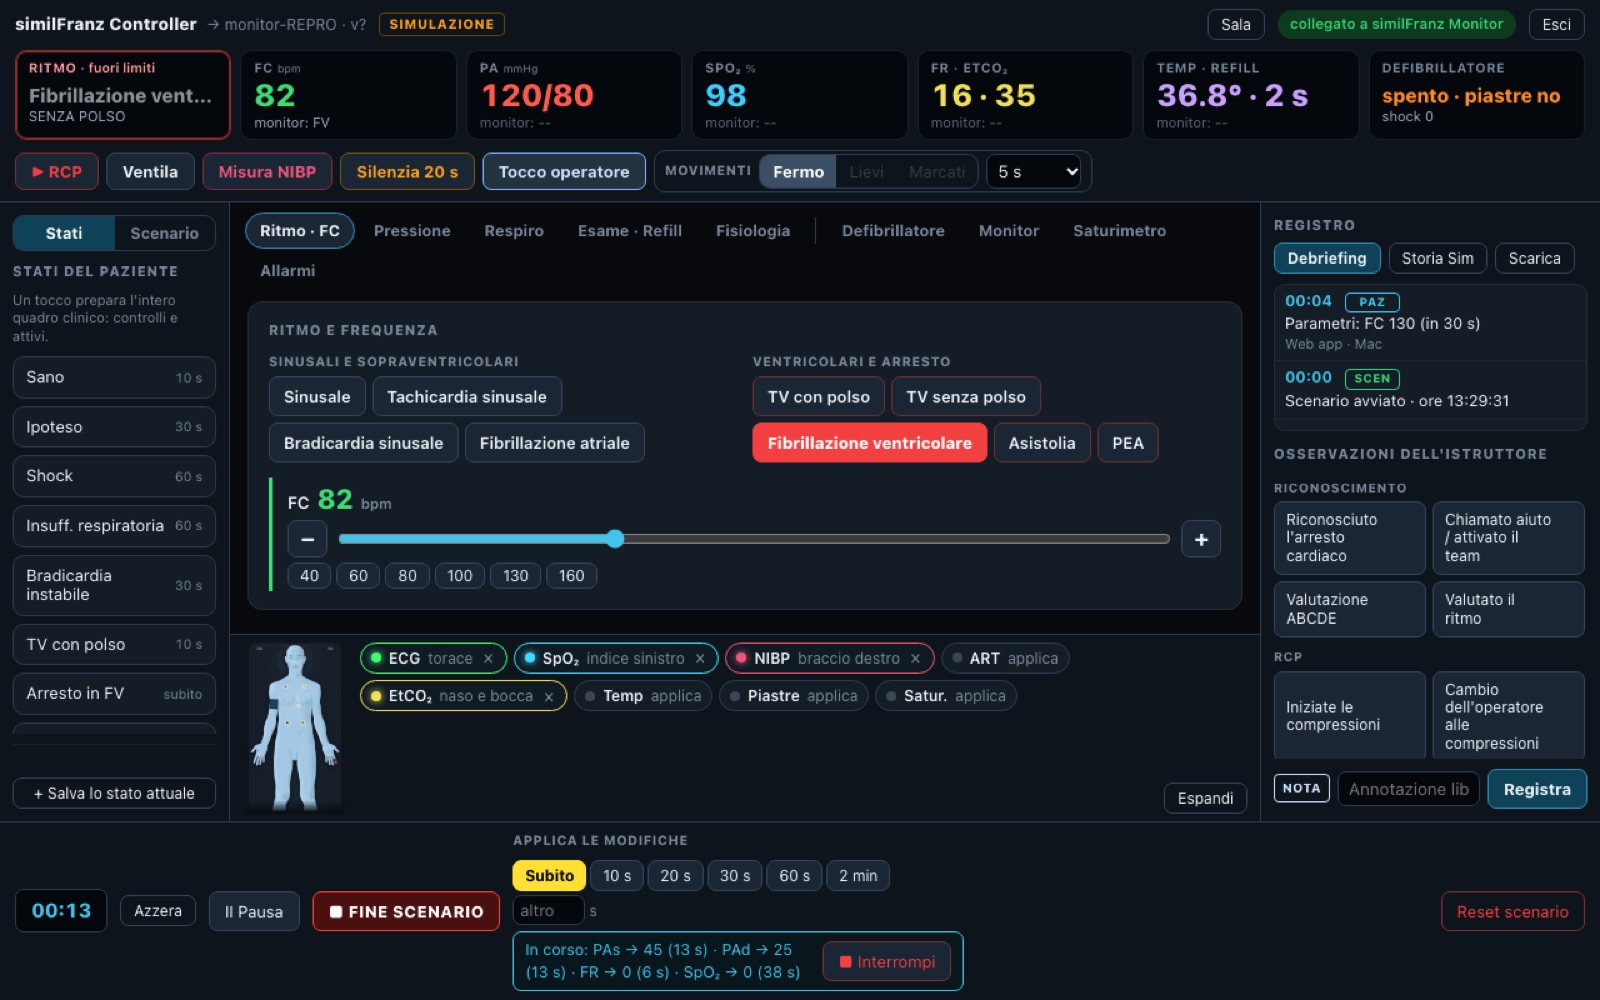 similFranz Controller → monitor-REPRO · v? SIMULAZIONE Sala collegato a similFranz Monitor Esci
RITMO · fuori limiti
Fibrillazione vent...
SENZA POLSO
FC bpm
82
monitor: FV
PA mmHg
120/80
monitor: --
SPO₂ %
98
monitor: --
FR · ETCO₂
16 · 35
monitor: --
TEMP · REFILL
36.8° · 2 s
monitor: --
DEFIBRILLATORE
spento · piastre no
shock 0
▶ RCP Ventila Misura NIBP Silenzia 20 s Tocco operatore MOVIMENTI Fermo Lievi Marcati 5 s
Stati Scenario
STATI DEL PAZIENTE
Un tocco prepara l'intero
quadro clinico: controlli e
attivi.
Sano 10 s
Ipoteso 30 s
Shock 60 s
Insuff. respiratoria 60 s
Bradicardia
instabile 30 s
TV con polso 10 s
Arresto in FV subito
+ Salva lo stato attuale
Ritmo · FC Pressione Respiro Esame · Refill Fisiologia Defibrillatore Monitor Saturimetro
Allarmi
RITMO E FREQUENZA
SINUSALI E SOPRAVENTRICOLARI
Sinusale Tachicardia sinusale
Bradicardia sinusale Fibrillazione atriale
VENTRICOLARI E ARRESTO
TV con polso TV senza polso
Fibrillazione ventricolare Asistolia PEA
FC 82 bpm
− +
40 60 80 100 130 160
ECG torace × SpO₂ indice sinistro × NIBP braccio destro × ART applica
EtCO₂ naso e bocca × Temp applica Piastre applica Satur. applica
Espandi
REGISTRO
Debriefing Storia Sim Scarica
00:04 PAZ
Parametri: FC 130 (in 30 s)
Web app · Mac
00:00 SCEN
Scenario avviato · ore 13:29:31
OSSERVAZIONI DELL'ISTRUTTORE
RICONOSCIMENTO
Riconosciuto
l'arresto
cardiaco
Chiamato aiuto
/ attivato il
team
Valutazione
ABCDE
Valutato il
ritmo
RCP
Iniziate le
compressioni
Cambio
dell'operatore
alle
compressioni
NOTA Annotazione lib Registra
00:13 Azzera II Pausa FINE SCENARIO
APPLICA LE MODIFICHE
Subito 10 s 20 s 30 s 60 s 2 min
altro s
In corso: PAs → 45 (13 s) · PAd → 25
(13 s) · FR → 0 (6 s) · SpO₂ → 0 (38 s)
Interrompi
Reset scenario